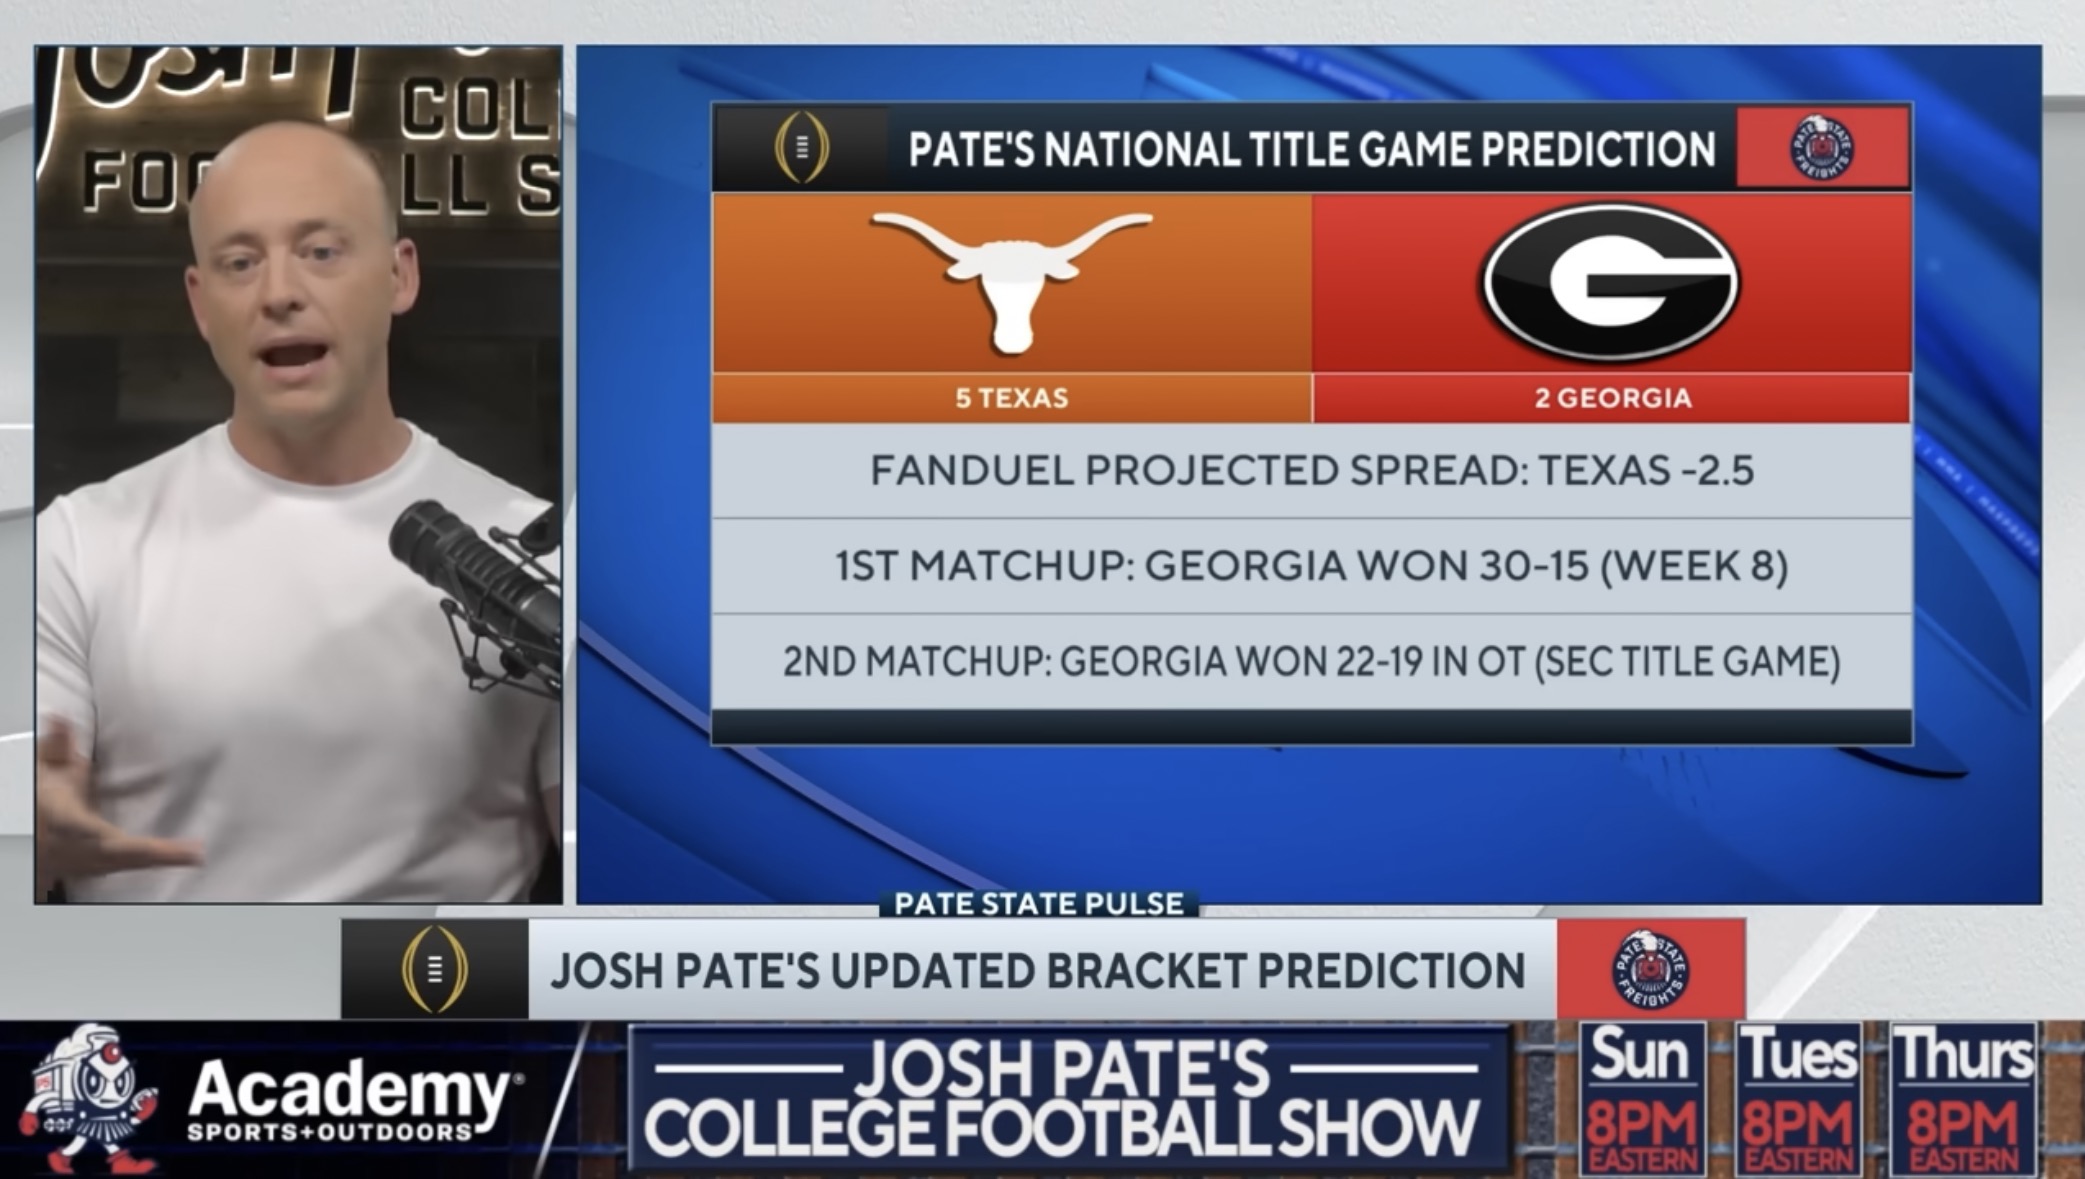 Josh
COL
FOO LL S
PATE'S NATIONAL TITLE GAME PREDICTION
PATE STATE
FREIGHTS
G
5 TEXAS
2 GEORGIA
FANDUEL PROJECTED SPREAD: TEXAS -2.5
1ST MATCHUP: GEORGIA WON 30-15 (WEEK 8)
2ND MATCHUP: GEORGIA WON 22-19 IN OT (SEC TITLE GAME)
PATE STATE PULSE
JOSH PATE'S UPDATED BRACKET PREDICTION
PATE STATE
FREIGHTS
Academy
SPORTS+OUTDOORS
JOSH PATE'S
COLLEGE FOOTBALL SHOW
Sun
8PM
EASTERN
Tues
8PM
EASTERN
Thurs
8PM
EASTERN